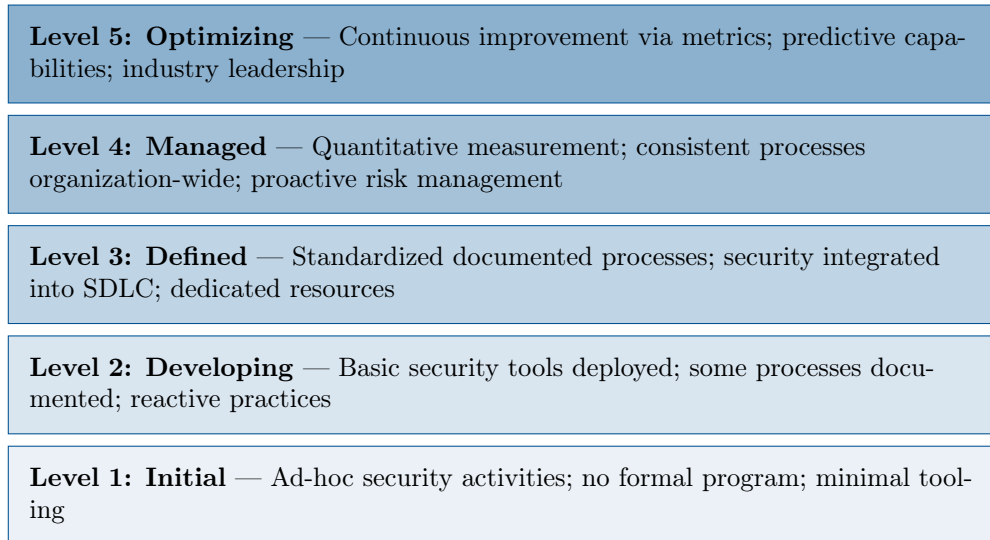 Level 5: Optimizing — Continuous improvement via metrics; predictive capa-
bilities; industry leadership
Level 4: Managed — Quantitative measurement; consistent processes
organization-wide; proactive risk management
Level 3: Defined — Standardized documented processes; security integrated
into SDLC; dedicated resources
Level 2: Developing — Basic security tools deployed; some processes docu-
mented; reactive practices
Level 1: Initial — Ad-hoc security activities; no formal program; minimal tool-
ing